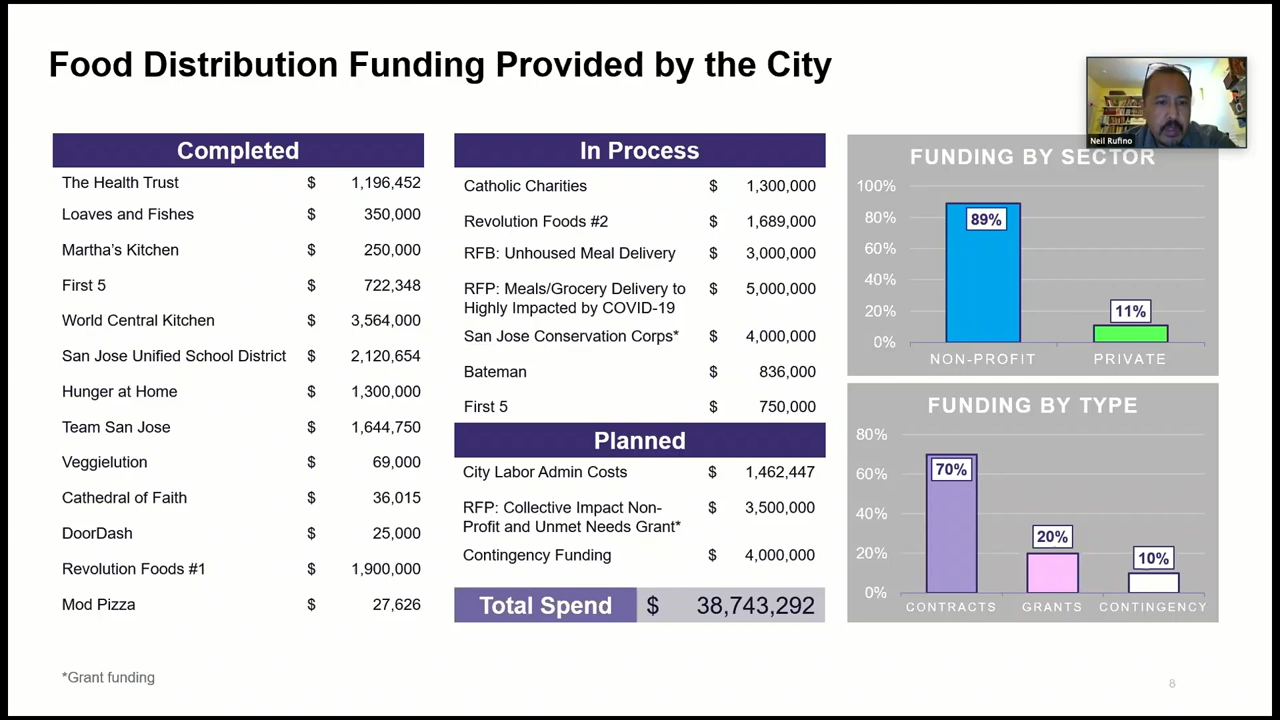 Food Distribution Funding Provided by the City
Neil Rufino
Completed
The Health Trust $ 1,196,452
Loaves and Fishes $ 350,000
Martha's Kitchen $ 250,000
First 5 $ 722,348
World Central Kitchen $ 3,564,000
San Jose Unified School District $ 2,120,654
Hunger at Home $ 1,300,000
Team San Jose $ 1,644,750
Veggielution $ 69,000
Cathedral of Faith $ 36,015
DoorDash $ 25,000
Revolution Foods #1 $ 1,900,000
Mod Pizza $ 27,626
In Process
Catholic Charities $ 1,300,000
Revolution Foods #2 $ 1,689,000
RFB: Unhoused Meal Delivery $ 3,000,000
RFP: Meals/Grocery Delivery to $ 5,000,000
Highly Impacted by COVID-19
San Jose Conservation Corps* $ 4,000,000
Bateman $ 836,000
First 5 $ 750,000
Planned
City Labor Admin Costs $ 1,462,447
RFP: Collective Impact Non- $ 3,500,000
Profit and Unmet Needs Grant*
Contingency Funding $ 4,000,000
Total Spend $ 38,743,292
FUNDING BY SECTOR
100%
80%
60%
40%
20%
0%
89%
11%
NON-PROFIT PRIVATE
FUNDING BY TYPE
80%
60%
40%
20%
0%
70%
20%
10%
CONTRACTS GRANTS CONTINGENCY
*Grant funding
8